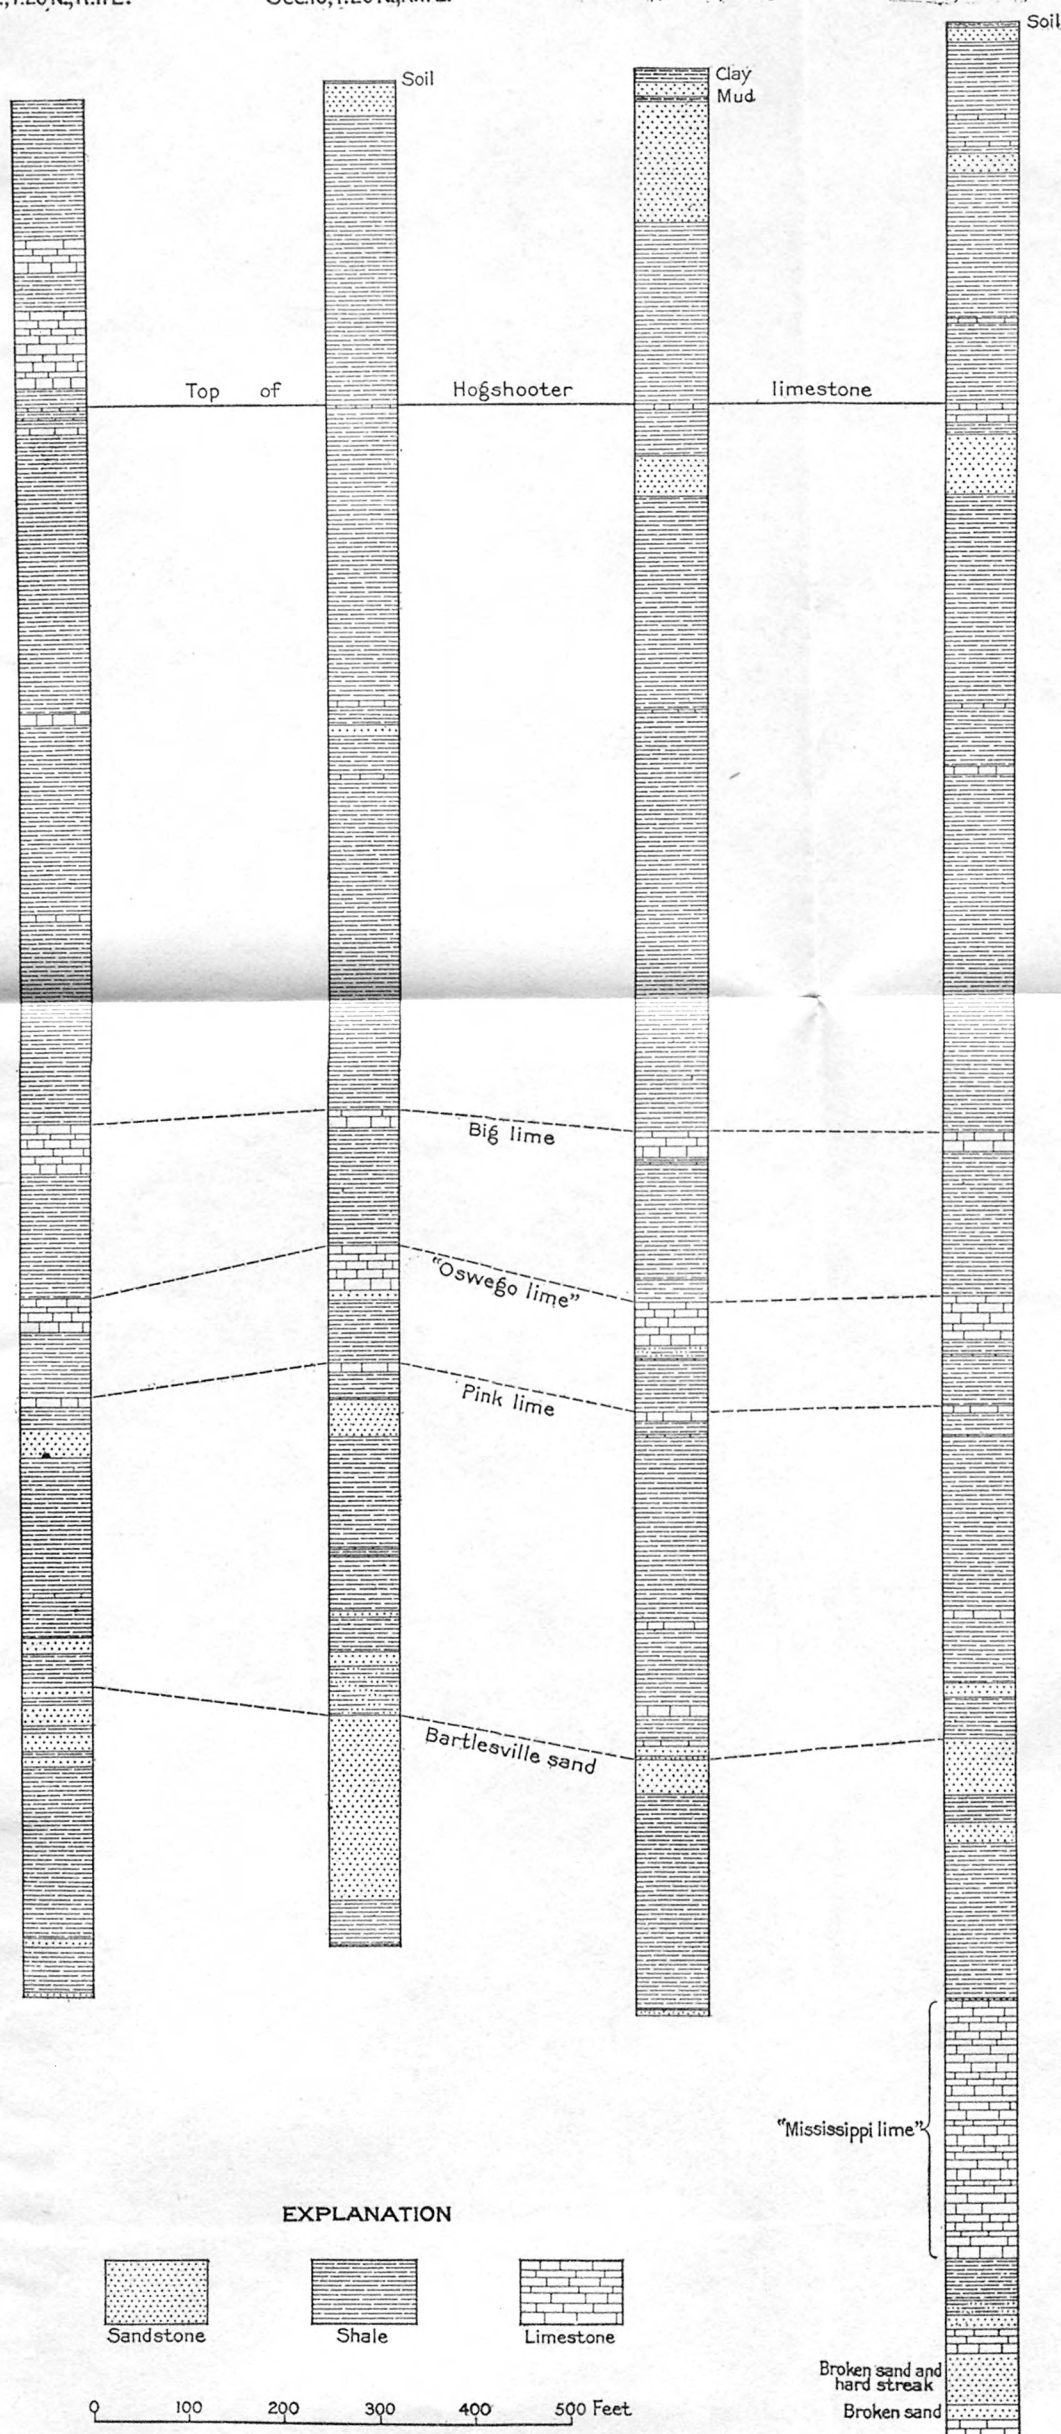 Soil
Soil
Clay
Mud
Top of Hogshooter limestone
Big lime
"Oswego lime"
Pink lime
Bartlesville sand
"Mississippi lime"
EXPLANATION
Sandstone Shale Limestone
Broken sand and
hard streak
Broken sand
0 100 200 300 400 500 Feet